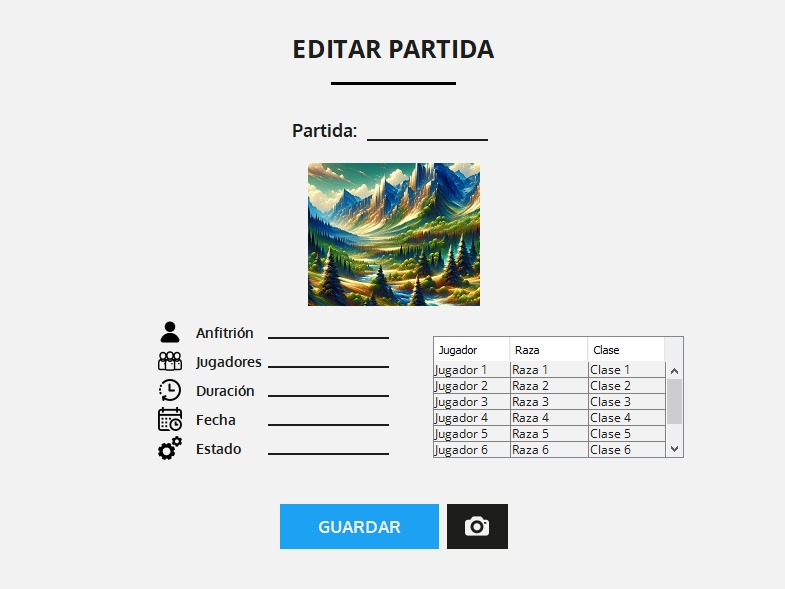 EDITAR PARTIDA
Partida:
Anfitrión
Jugadores
Duración
Fecha
Estado
Jugador Raza Clase
Jugador 1 Raza 1 Clase 1
Jugador 2 Raza 2 Clase 2
Jugador 3 Raza 3 Clase 3
Jugador 4 Raza 4 Clase 4
Jugador 5 Raza 5 Clase 5
Jugador 6 Raza 6 Clase 6
GUARDAR